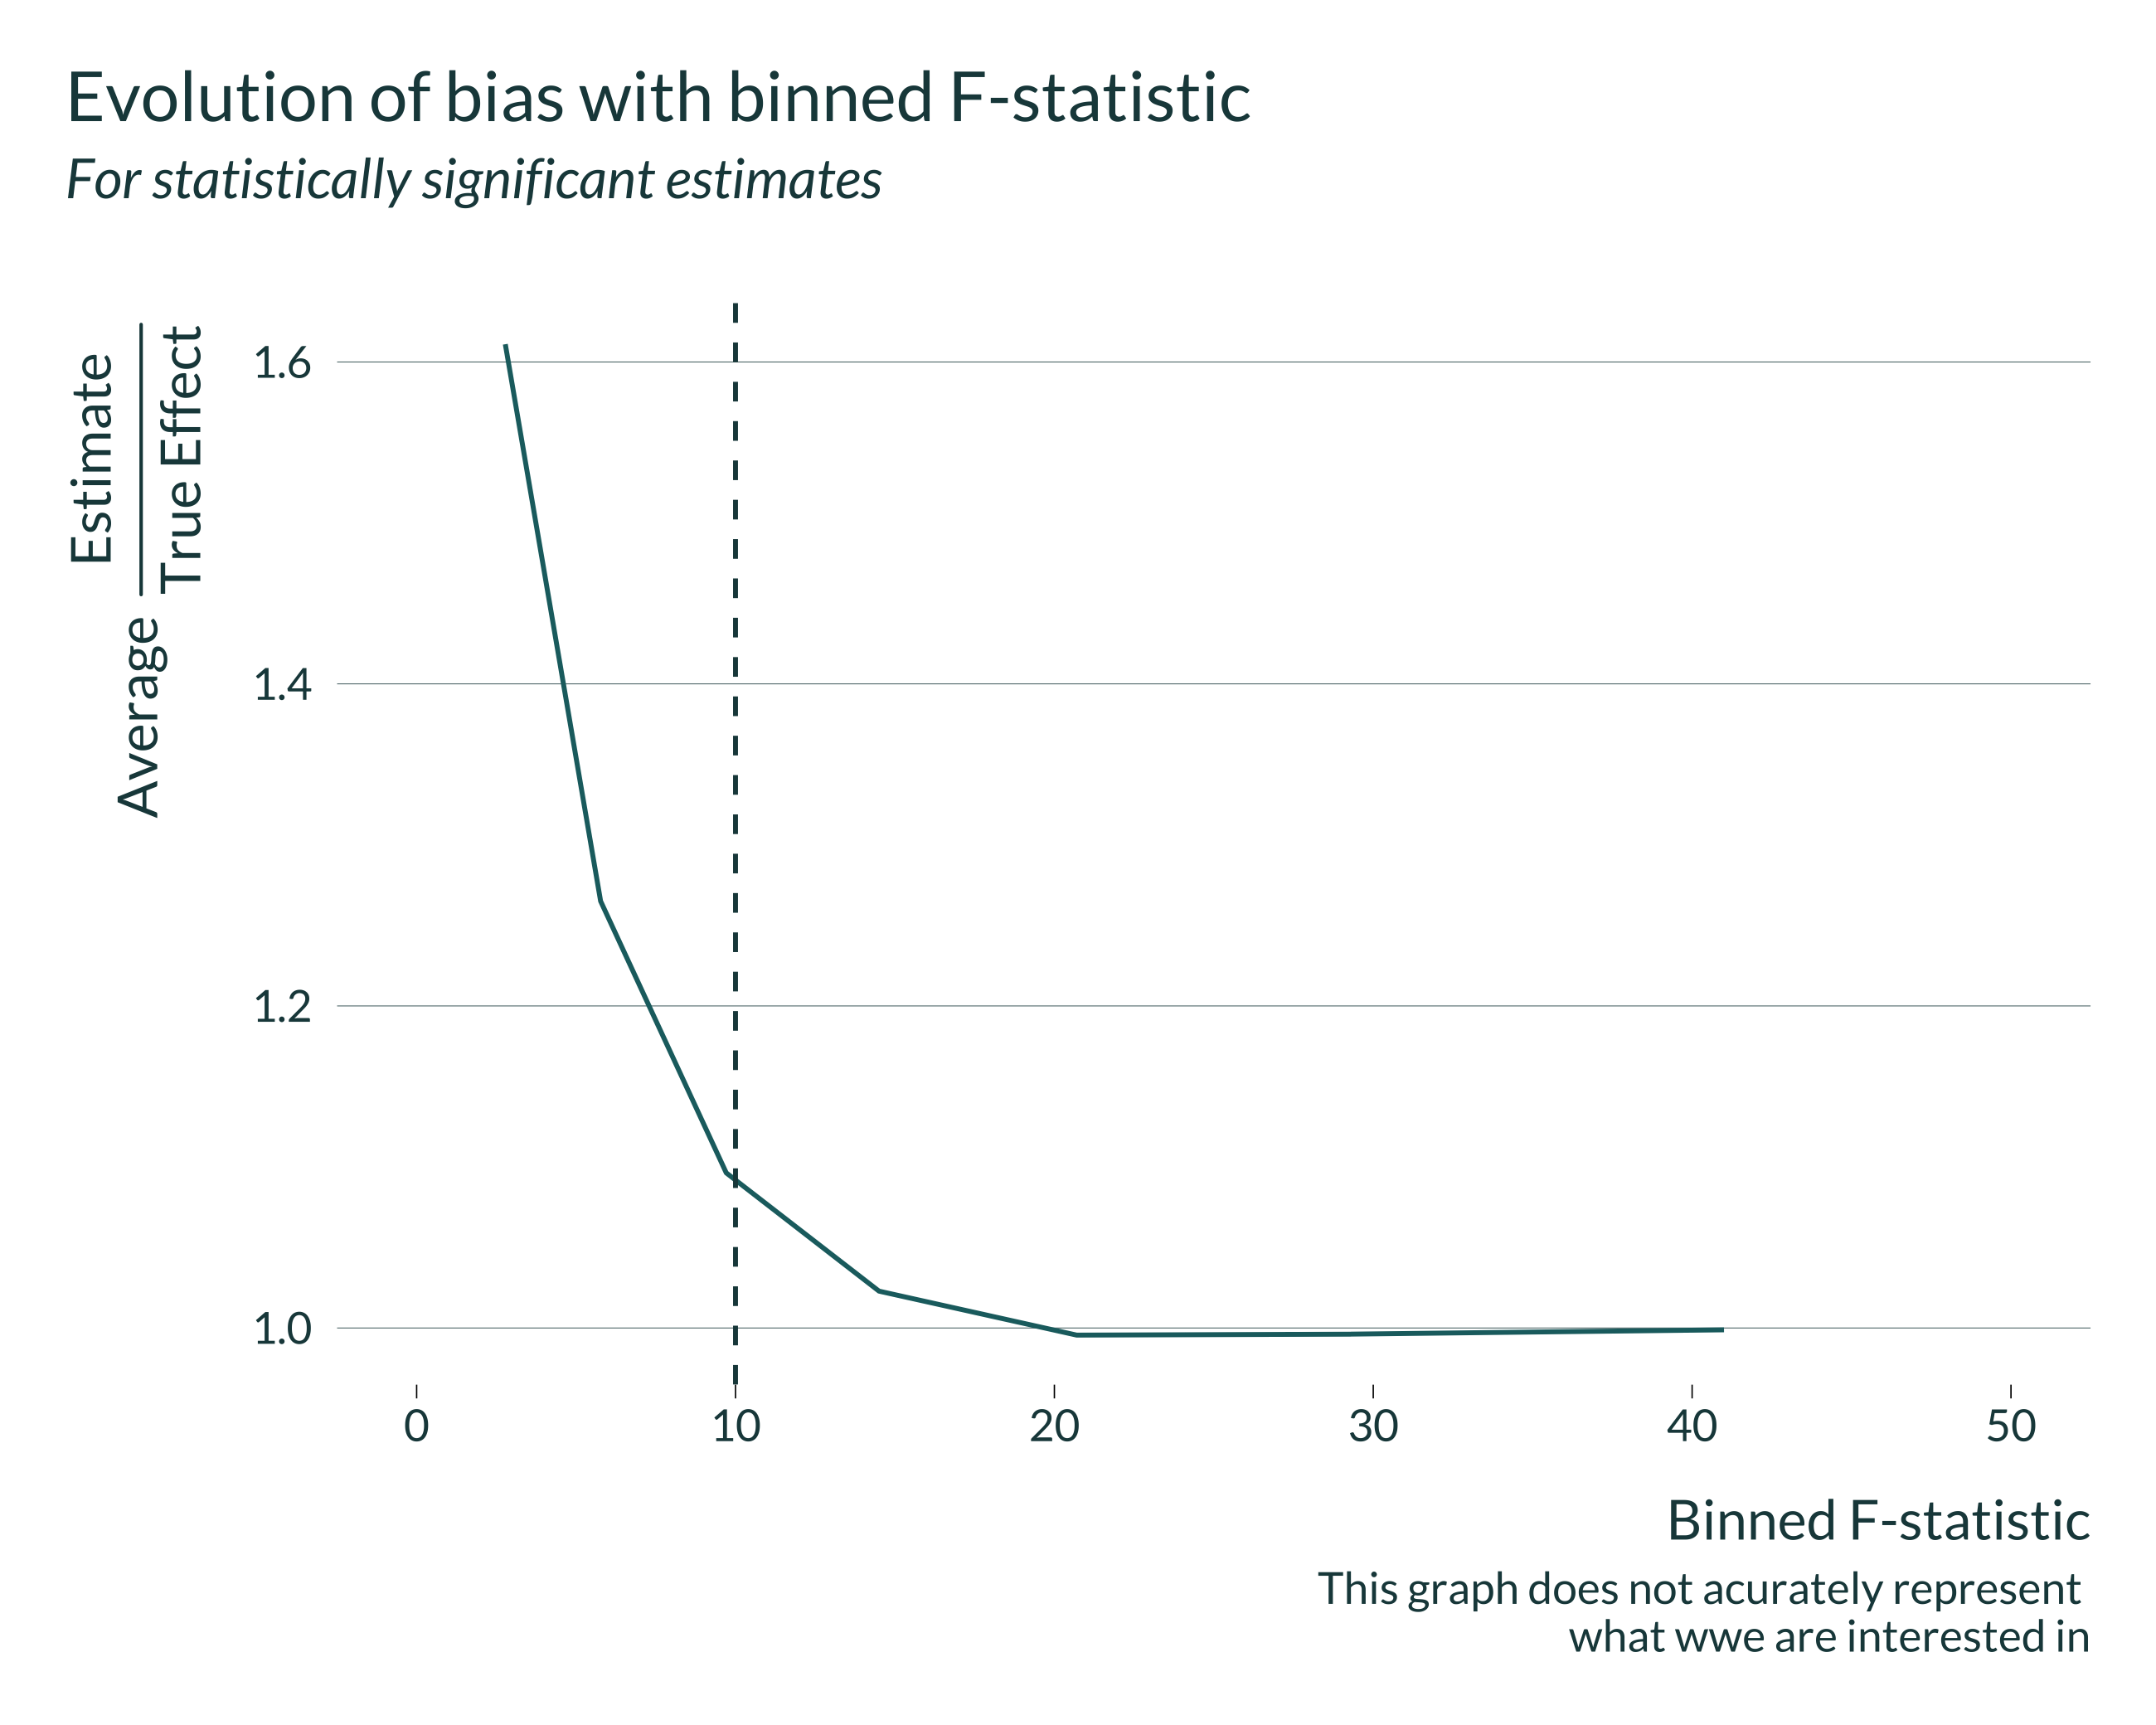 Evolution of bias with binned F-statistic
For statistically significant estimates
Average Estimate
True Effect
1.6
1.4
1.2
1.0
0 10 20 30 40 50
Binned F-statistic
This graph does not acurately represent
what we are interested in